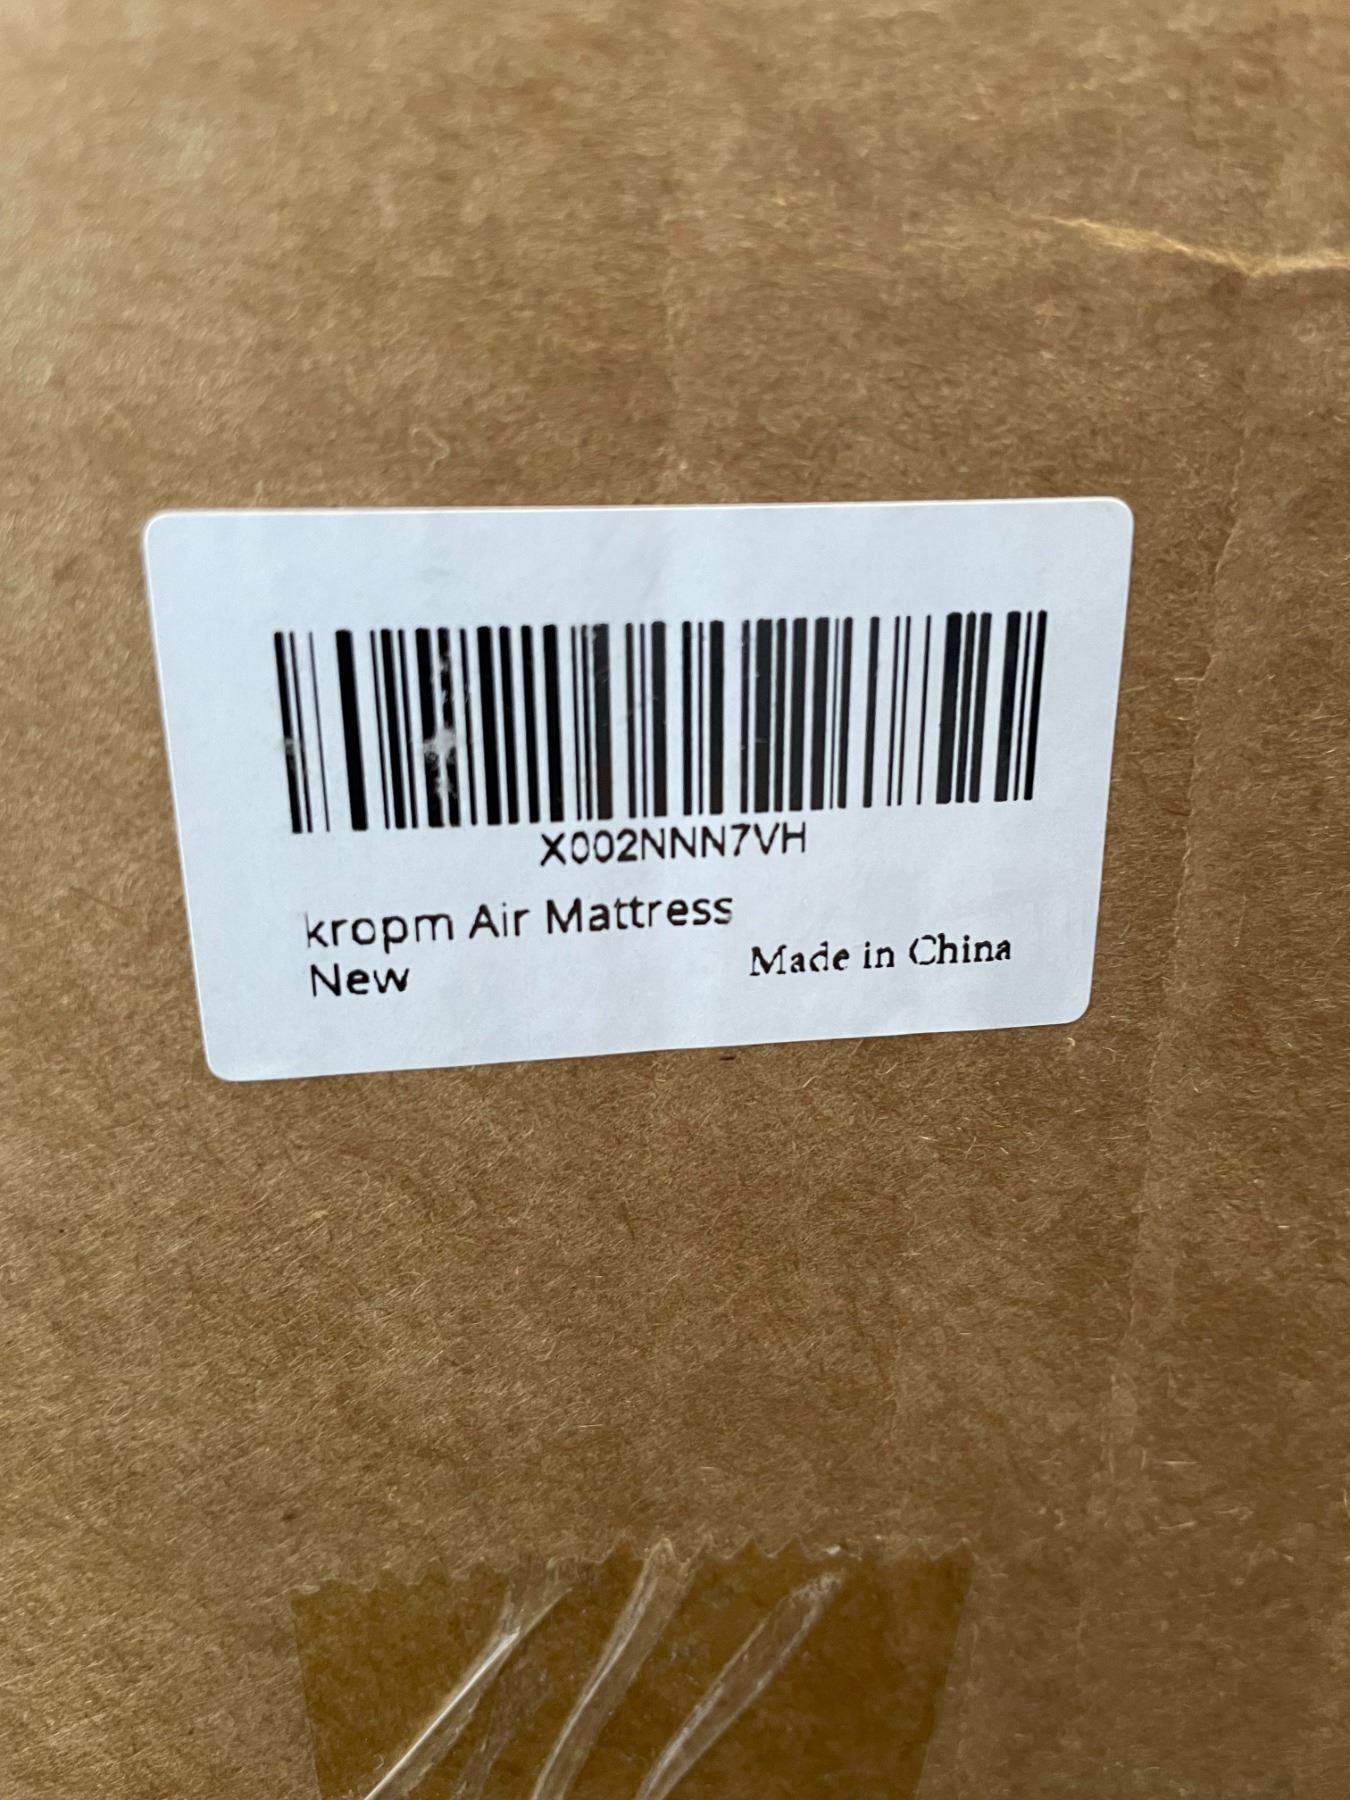 X002NNN7VH
kropm Air Mattress
New
Made in China